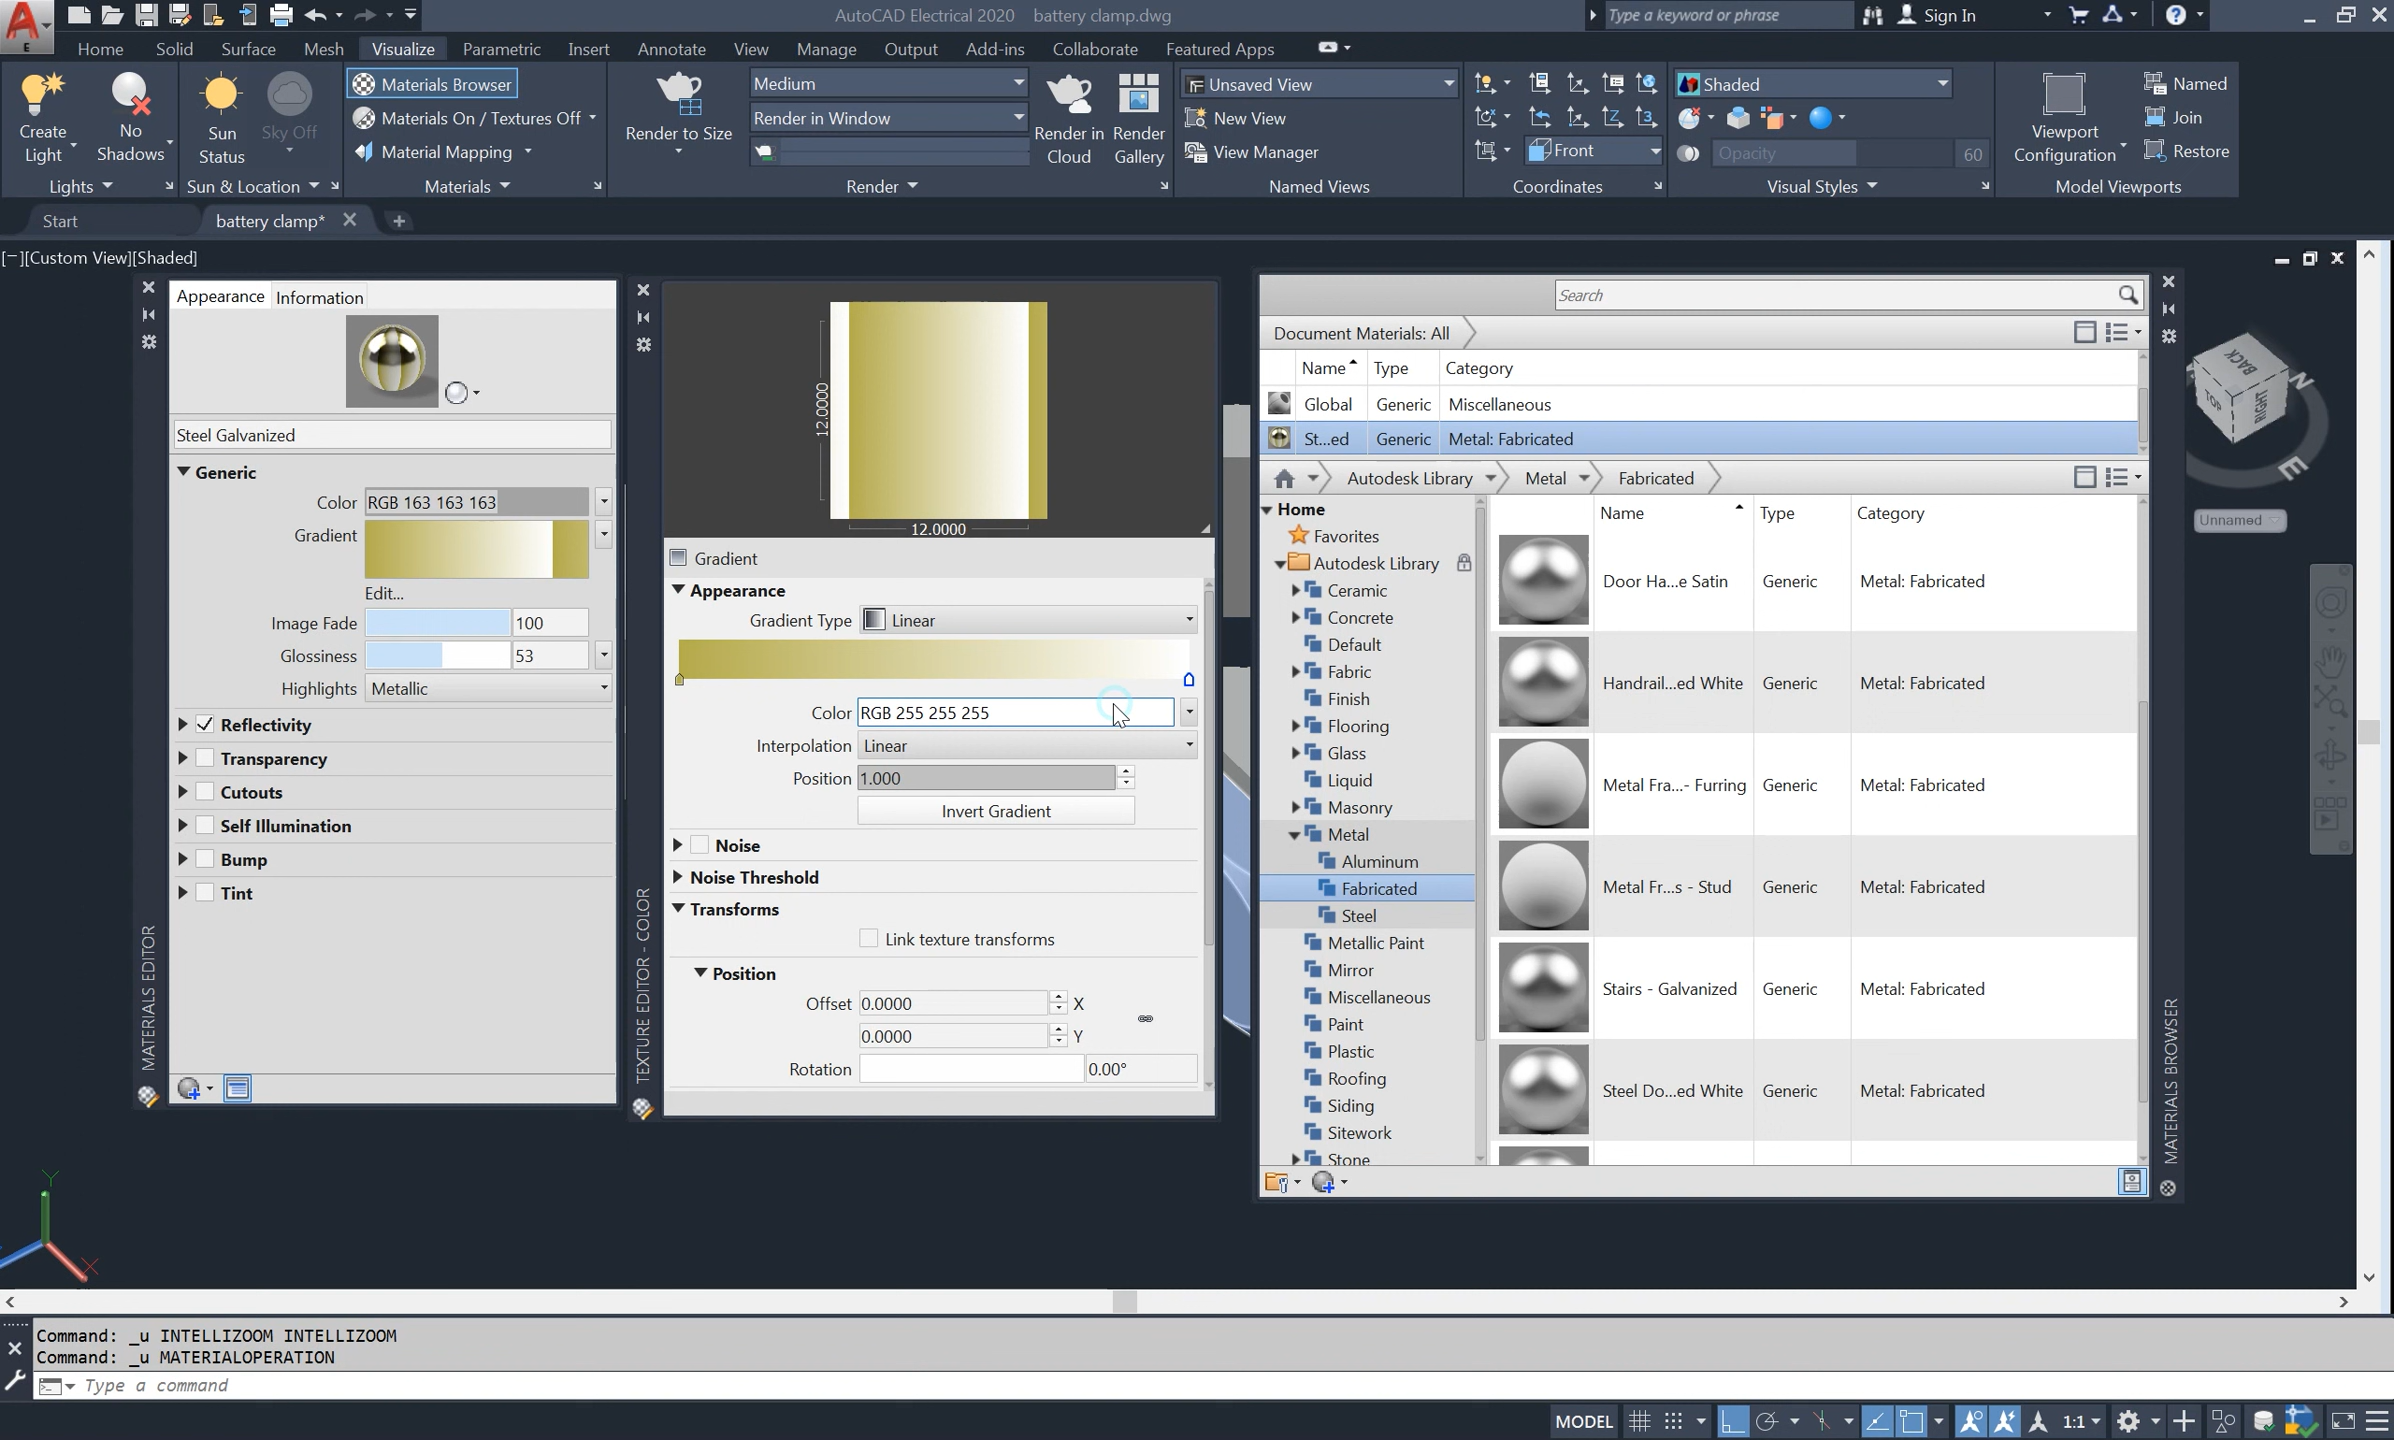 AutoCAD Electrical 2020 battery clamp.dwg
Type a keyword or phrase
Sign In
E
Home Solid Surface Mesh Visualize Parametric Insert Annotate View Manage Output Add-ins Collaborate Featured Apps
Create Light
No Shadows
Lights
Sun Status
Sky Off
Sun & Location
Materials Browser
Materials On / Textures Off
Material Mapping
Materials
Render to Size
Medium
Render in Window
Render in Cloud
Render Gallery
Render
Unsaved View
New View
View Manager
Named Views
Front
Coordinates
Shaded
Opacity 60
Visual Styles
Viewport Configuration
Named
Join
Restore
Model Viewports
Start
battery clamp*
[−][Custom View][Shaded]
Appearance Information
Steel Galvanized
Generic
Color RGB 163 163 163
Gradient
Edit...
Image Fade 100
Glossiness 53
Highlights Metallic
Reflectivity
Transparency
Cutouts
Self Illumination
Bump
Tint
MATERIALS EDITOR
12.0000
12.0000
Gradient
Appearance
Gradient Type Linear
Color RGB 255 255 255
Interpolation Linear
Position 1.000
Invert Gradient
Noise
Noise Threshold
Transforms
Link texture transforms
Position
Offset 0.0000 X
0.0000 Y
Rotation 0.00°
TEXTURE EDITOR - COLOR
Search
Document Materials: All
Name Type Category
Global Generic Miscellaneous
St...ed Generic Metal: Fabricated
Autodesk Library Metal Fabricated
Home
Favorites
Autodesk Library
Ceramic
Concrete
Default
Fabric
Finish
Flooring
Glass
Liquid
Masonry
Metal
Aluminum
Fabricated
Steel
Metallic Paint
Mirror
Miscellaneous
Paint
Plastic
Roofing
Siding
Sitework
Stone
Name Type Category
Door Ha...e Satin Generic Metal: Fabricated
Handrail...ed White Generic Metal: Fabricated
Metal Fra...- Furring Generic Metal: Fabricated
Metal Fr...s - Stud Generic Metal: Fabricated
Stairs - Galvanized Generic Metal: Fabricated
Steel Do...ed White Generic Metal: Fabricated
MATERIALS BROWSER
BACK
TOP
RIGHT
N
E
Unnamed
Y
X
Command: _u INTELLIZOOM INTELLIZOOM
Command: _u MATERIALOPERATION
Type a command
MODEL
1:1